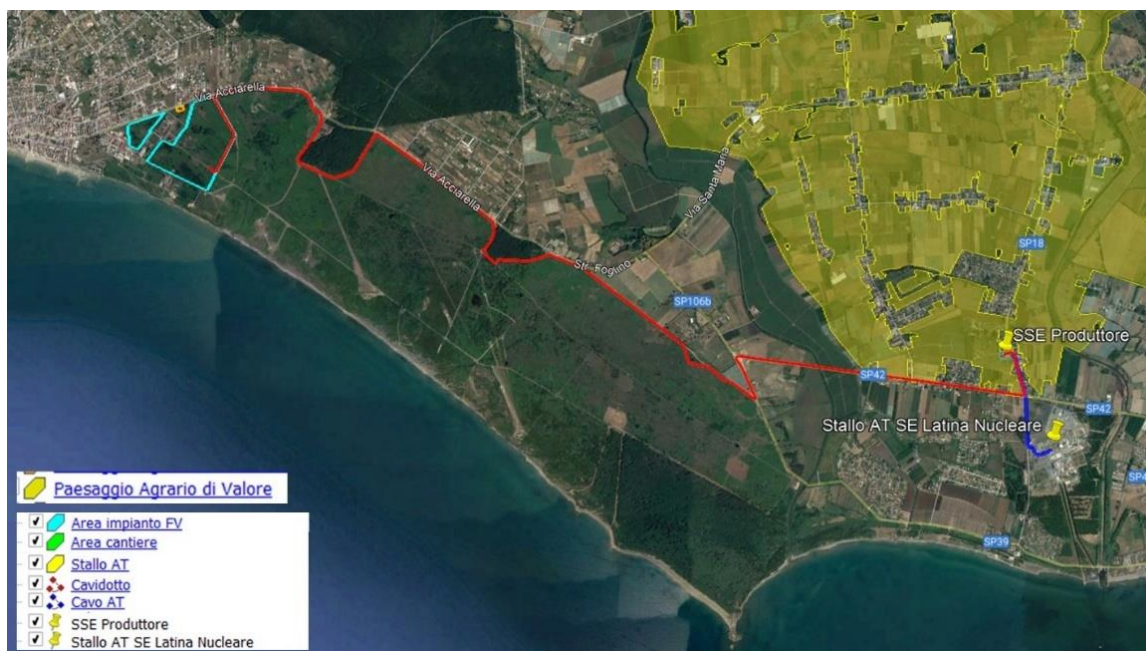 Via Acciarella
Via Santa Maria
SP18
Via Acciarella
Str. Foglino
SP106b
SSE Produttore
SP42
SP42
Stallo AT SE Latina Nucleare
SP39
Paesaggio Agrario di Valore
Area impianto FV
Area cantiere
Stallo AT
Cavidotto
Cavo AT
SSE Produttore
Stallo AT SE Latina Nucleare